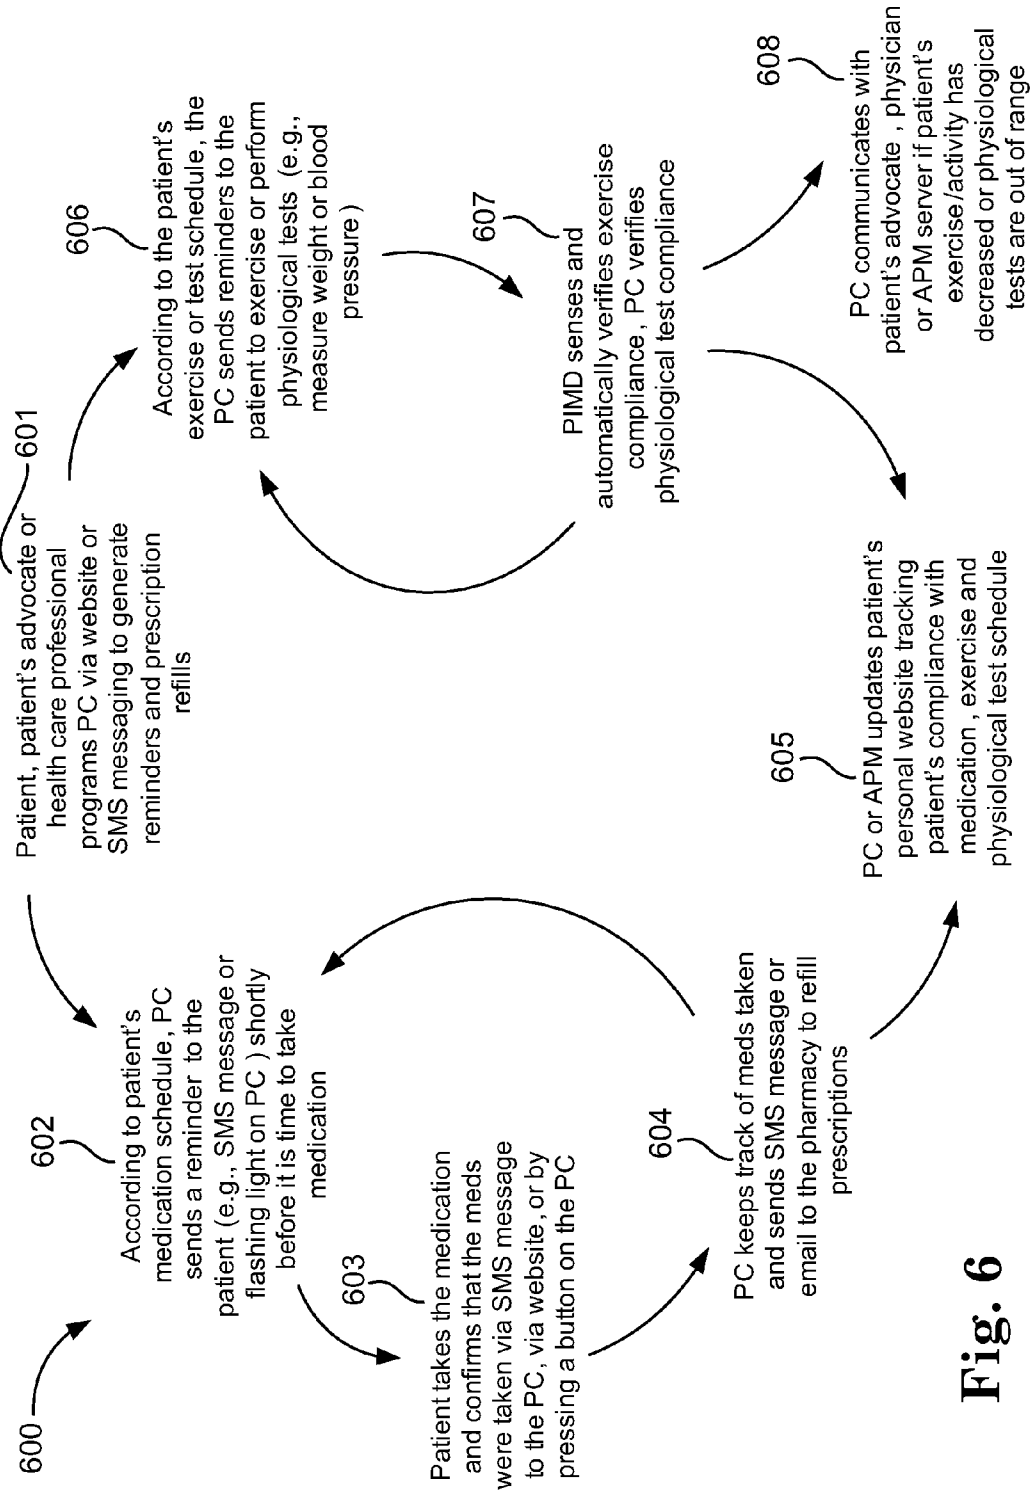 600
601
Patient, patient's advocate or
health care professional
programs PC via website or
SMS messaging to generate
reminders and prescription
refills
602
According to patient's
medication schedule, PC
sends a reminder to the
patient (e.g., SMS message or
flashing light on PC) shortly
before it is time to take
medication
603
Patient takes the medication
and confirms that the meds
were taken via SMS message
to the PC, via website, or by
pressing a button on the PC
604
PC keeps track of meds taken
and sends SMS message or
email to the pharmacy to refill
prescriptions
605
PC or APM updates patient's
personal website tracking
patient's compliance with
medication, exercise and
physiological test schedule
606
According to the patient's
exercise or test schedule, the
PC sends reminders to the
patient to exercise or perform
physiological tests (e.g.,
measure weight or blood
pressure)
607
PIMD senses and
automatically verifies exercise
compliance, PC verifies
physiological test compliance
608
PC communicates with
patient's advocate, physician
or APM server if patient's
exercise/activity has
decreased or physiological
tests are out of range
Fig. 6